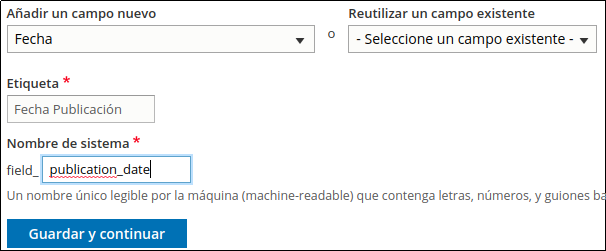 Añadir un campo nuevo
Reutilizar un campo existente
Fecha
o
- Seleccione un campo existente -
Etiqueta *
Fecha Publicación
Nombre de sistema *
field_ publication_date
Un nombre único legible por la máquina (machine-readable) que contenga letras, números, y guiones ba
Guardar y continuar